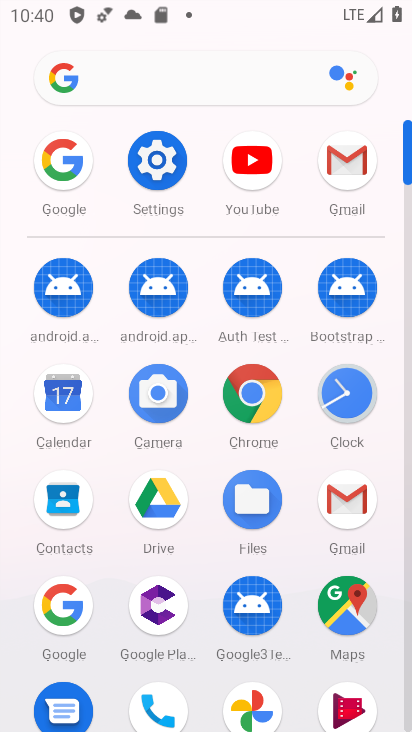 10:40 LTE
Google Settings YouTube Gmail
android.a... android.ap... Auth Test ... Bootstrap ...
17
Calendar Camera Chrome Clock
Contacts Drive Files Gmail
Google Google Pla... Google3Te... Maps